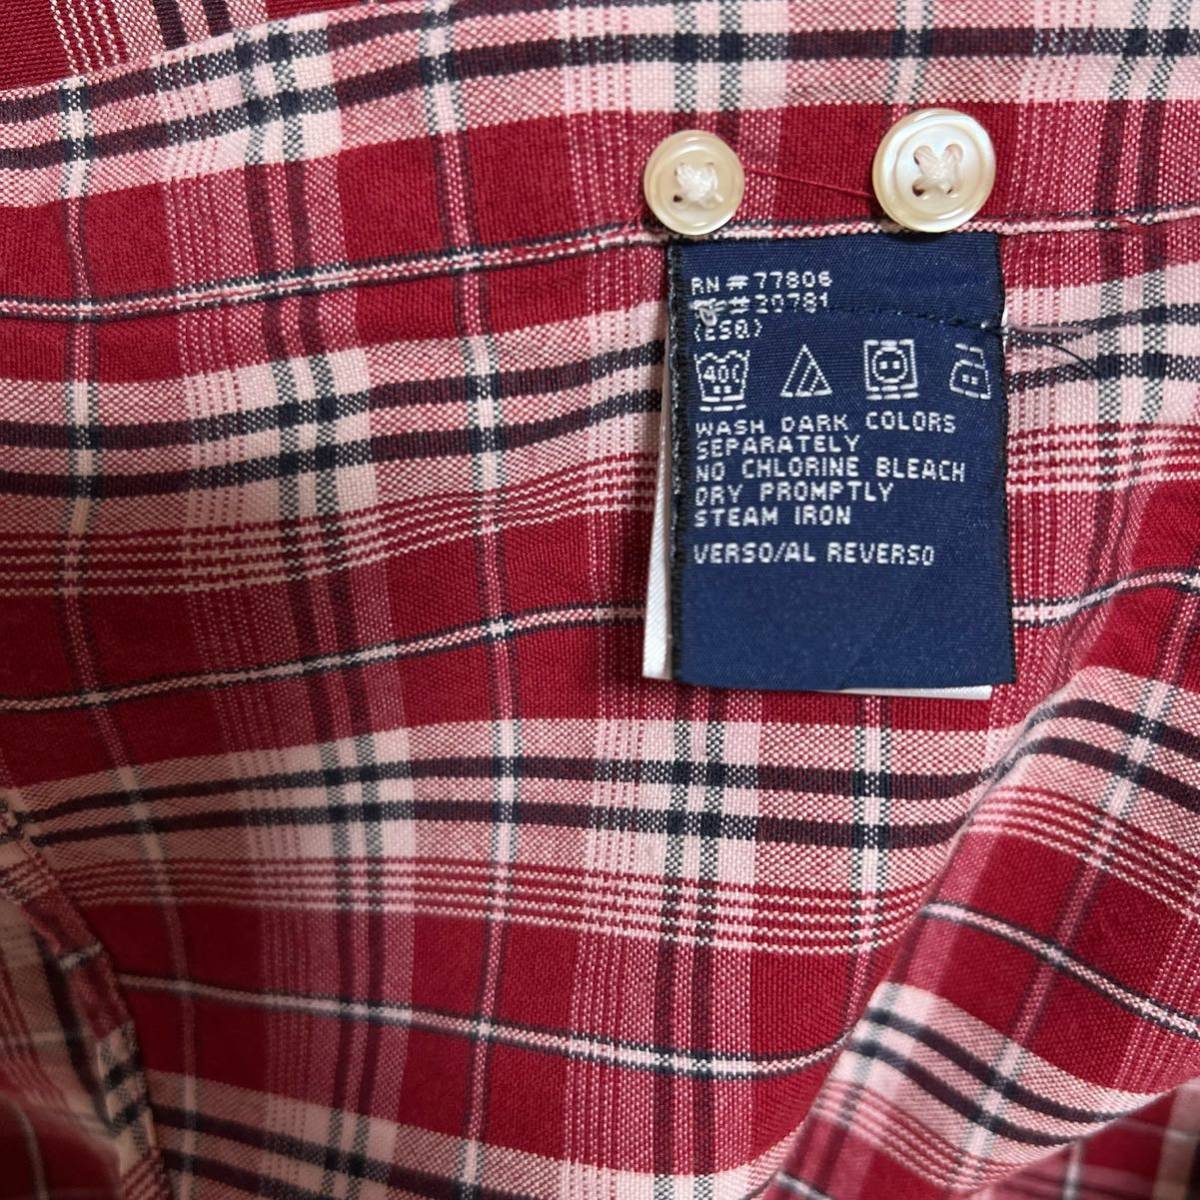 RN #77806
#20781
(ESQ)
40
WASH DARK COLORS
SEPARATELY
NO CHLORINE BLEACH
DRY PROMPTLY
STEAM IRON
VERSO/AL REVERSO